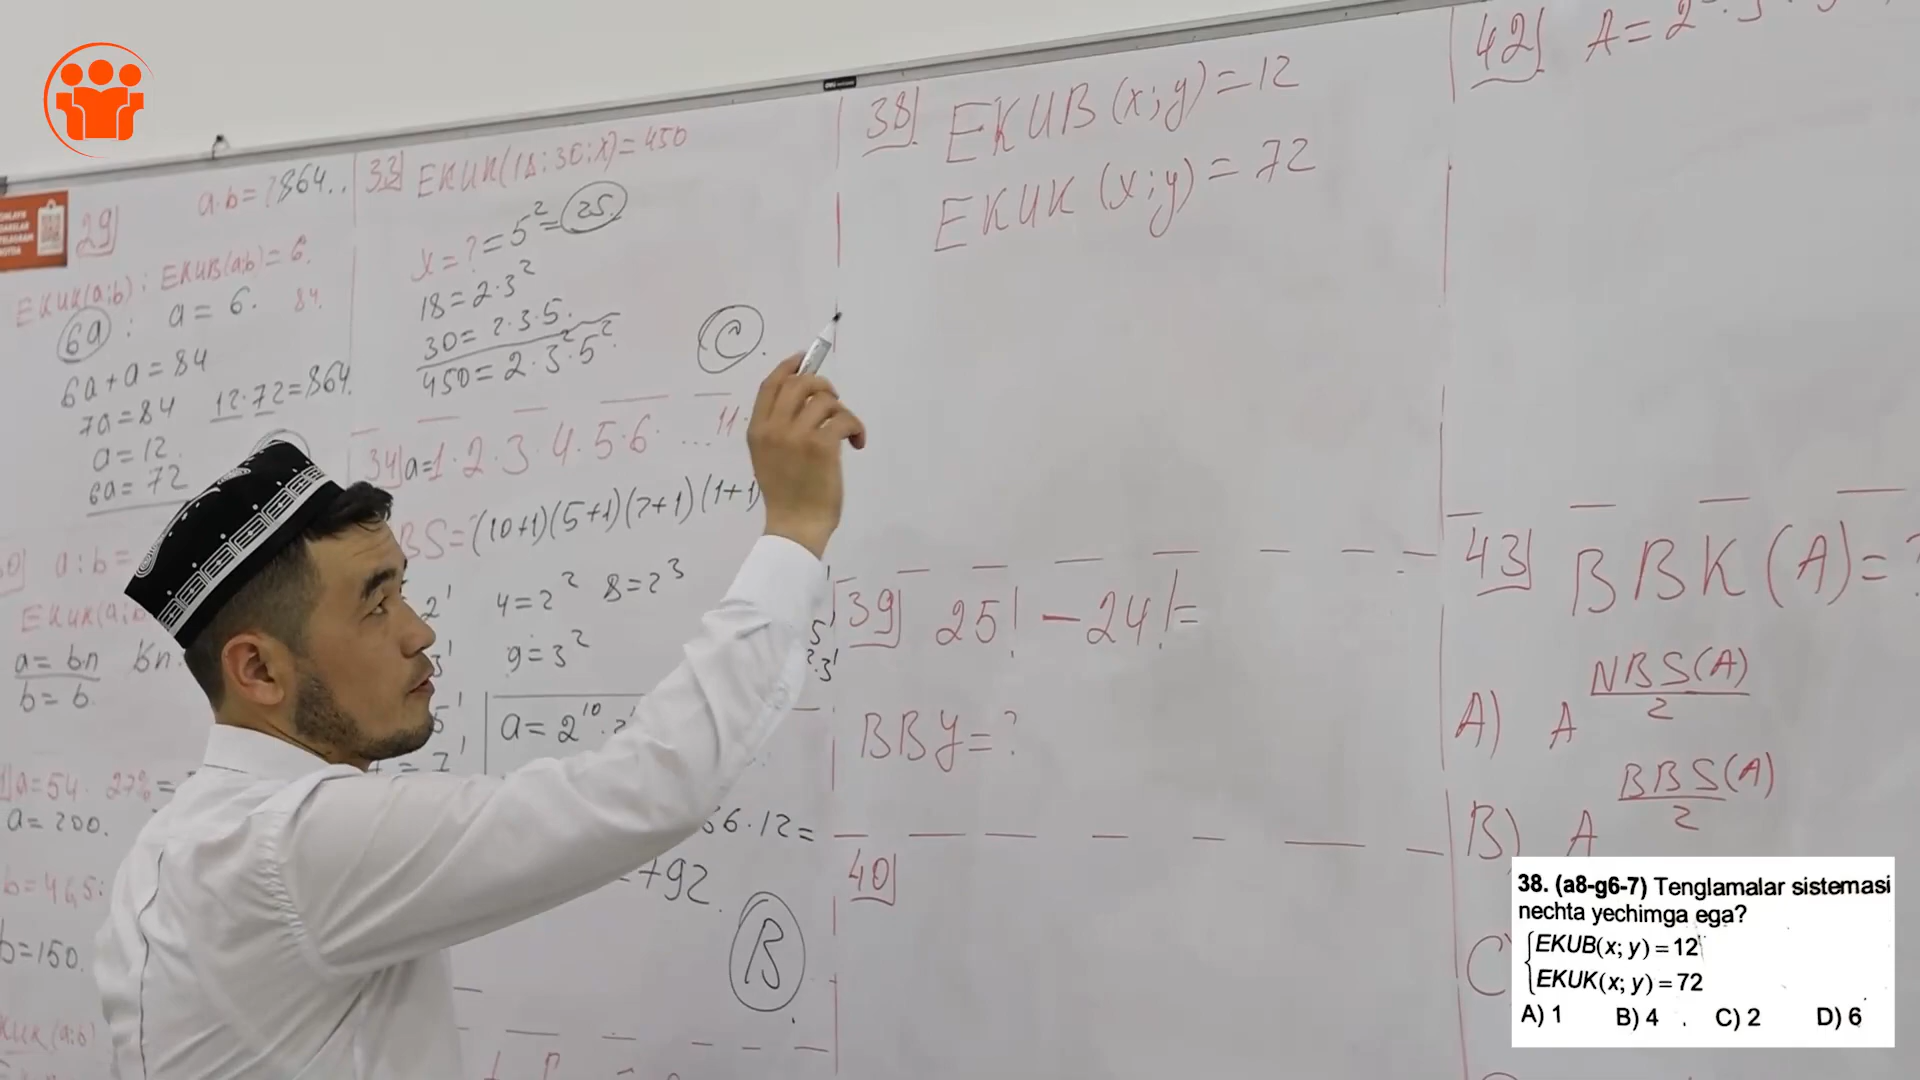 29]
a·b=?864..
EKUK(a;b) : EKUB(a;b)=6.
6a : a = 6. 84.
6a+a=84
7a=84 12·72=864.
a=12.
6a=72
a:b=
a=6n
b=6.
a=54. 27%=
a=200.
b=150.
33] EKUK(18;30;x)=450
x=?=5²=25.
18=2·3²
30=2·3·5.
450=2·3²·5².
C
34] a=1·2·3·4·5·6· ...11·
BS=(10+1)(5+1)(2+1)(1+1)
4=2² 8=2³
9=3²
56·12=
B
38] EKUB(x;y)=12
EKUK(x;y)=72
39] 25!-24!=
BBY=?
40]
42] A=
43] BBK(A)=?
A) A^(NBS(A)/2)
B) A^(BBS(A)/2)
38. (a8-g6-7) Tenglamalar sistemasi
nechta yechimga ega?
EKUB(x; y) = 12
EKUK(x; y) = 72
A) 1 B) 4 C) 2 D) 6